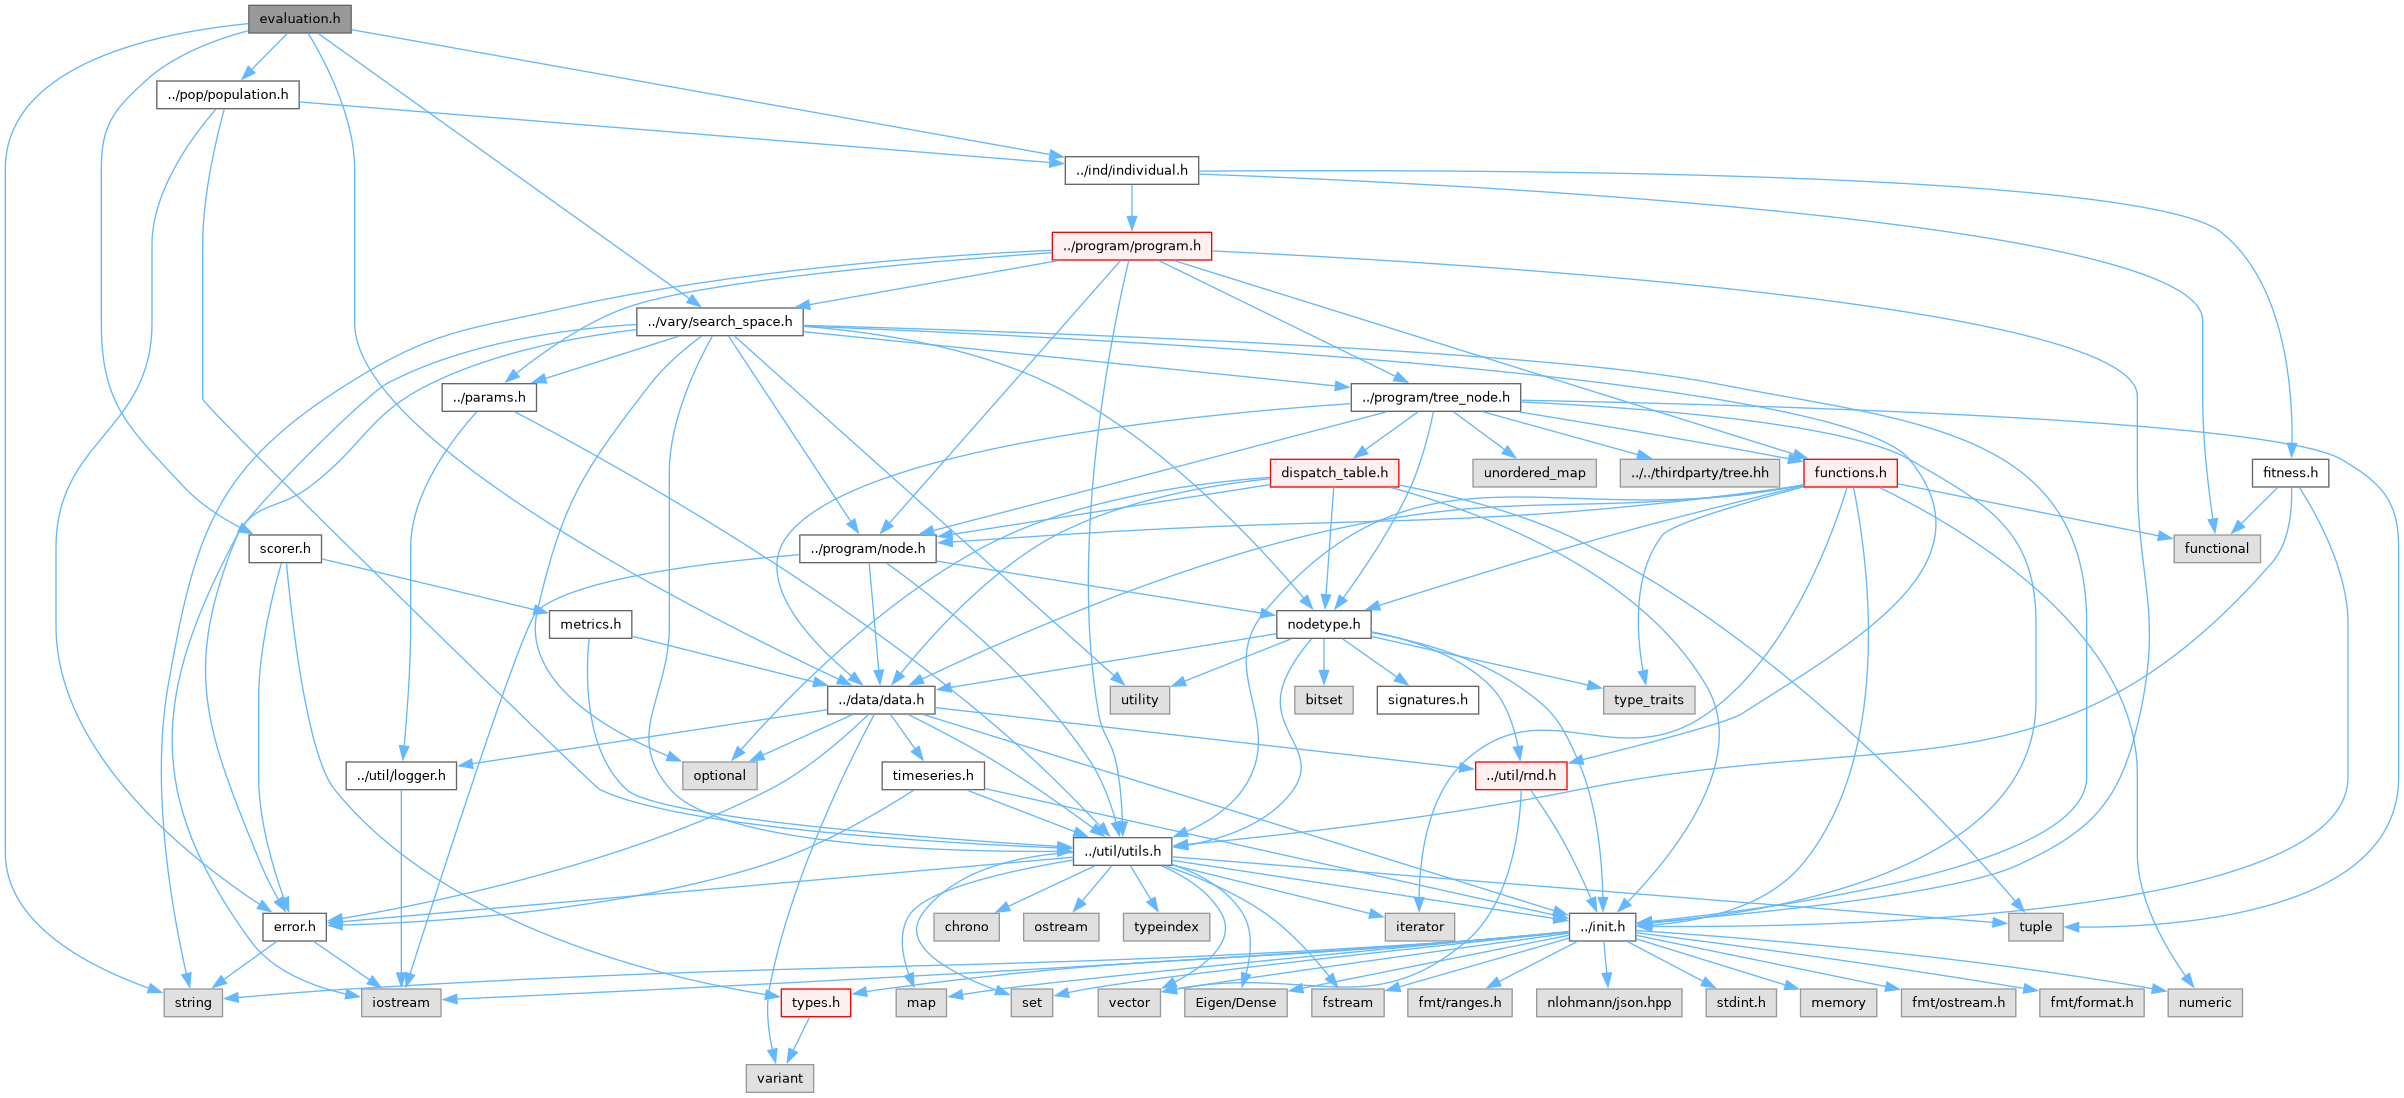 evaluation.h
../pop/population.h
../ind/individual.h
../program/program.h
../vary/search_space.h
../params.h
../program/tree_node.h
dispatch_table.h
unordered_map
../../thirdparty/tree.hh
functions.h
fitness.h
scorer.h
../program/node.h
functional
metrics.h
nodetype.h
../data/data.h
utility
bitset
signatures.h
type_traits
../util/logger.h
optional
timeseries.h
../util/rnd.h
../util/utils.h
error.h
chrono
ostream
typeindex
iterator
../init.h
tuple
string
iostream
types.h
map
set
vector
Eigen/Dense
fstream
fmt/ranges.h
nlohmann/json.hpp
stdint.h
memory
fmt/ostream.h
fmt/format.h
numeric
variant